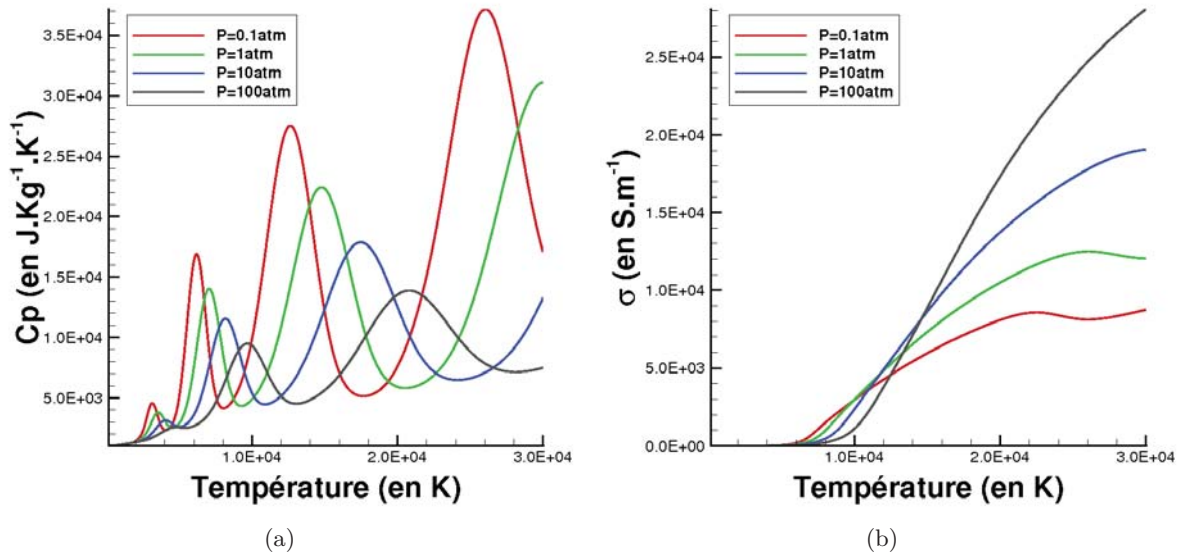 P=0.1atm
P=1atm
P=10atm
P=100atm
3.5E+04
3.0E+04
2.5E+04
2.0E+04
1.5E+04
1.0E+04
5.0E+03
Cp (en J.Kg⁻¹.K⁻¹)
1.0E+04 2.0E+04 3.0E+04
Température (en K)
(a)
P=0.1atm
P=1atm
P=10atm
P=100atm
2.5E+04
2.0E+04
1.5E+04
1.0E+04
5.0E+03
0.0E+00
σ (en S.m⁻¹)
1.0E+04 2.0E+04 3.0E+04
Température (en K)
(b)